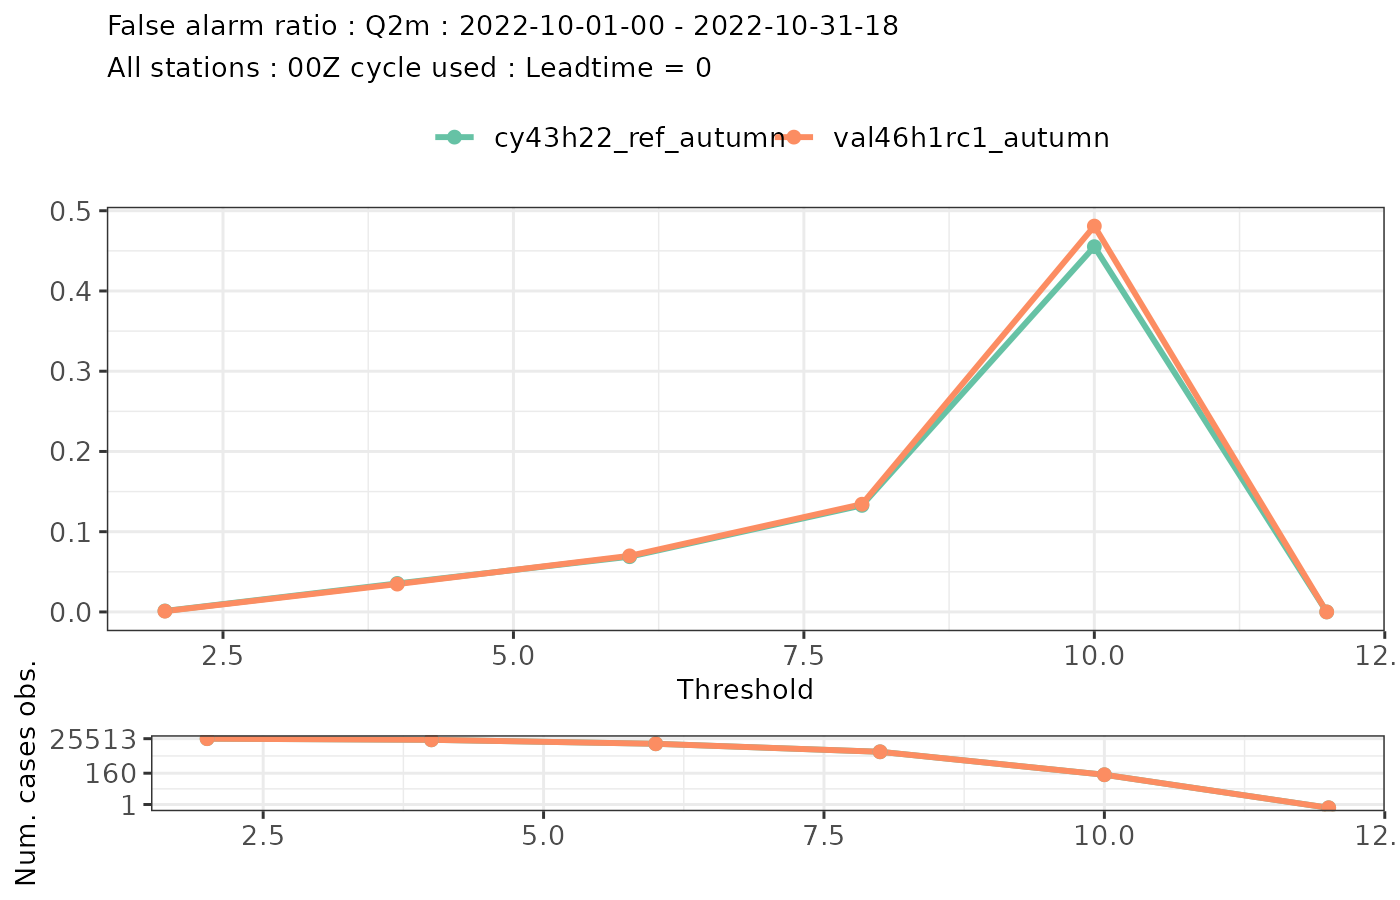 False alarm ratio : Q2m : 2022-10-01-00 - 2022-10-31-18
All stations : 00Z cycle used : Leadtime = 0
cy43h22_ref_autumn val46h1rc1_autumn
0.5
0.4
0.3
0.2
0.1
0.0
2.5 5.0 7.5 10.0 12.
Threshold
Num. cases obs.
25513
160
1
2.5 5.0 7.5 10.0 12.